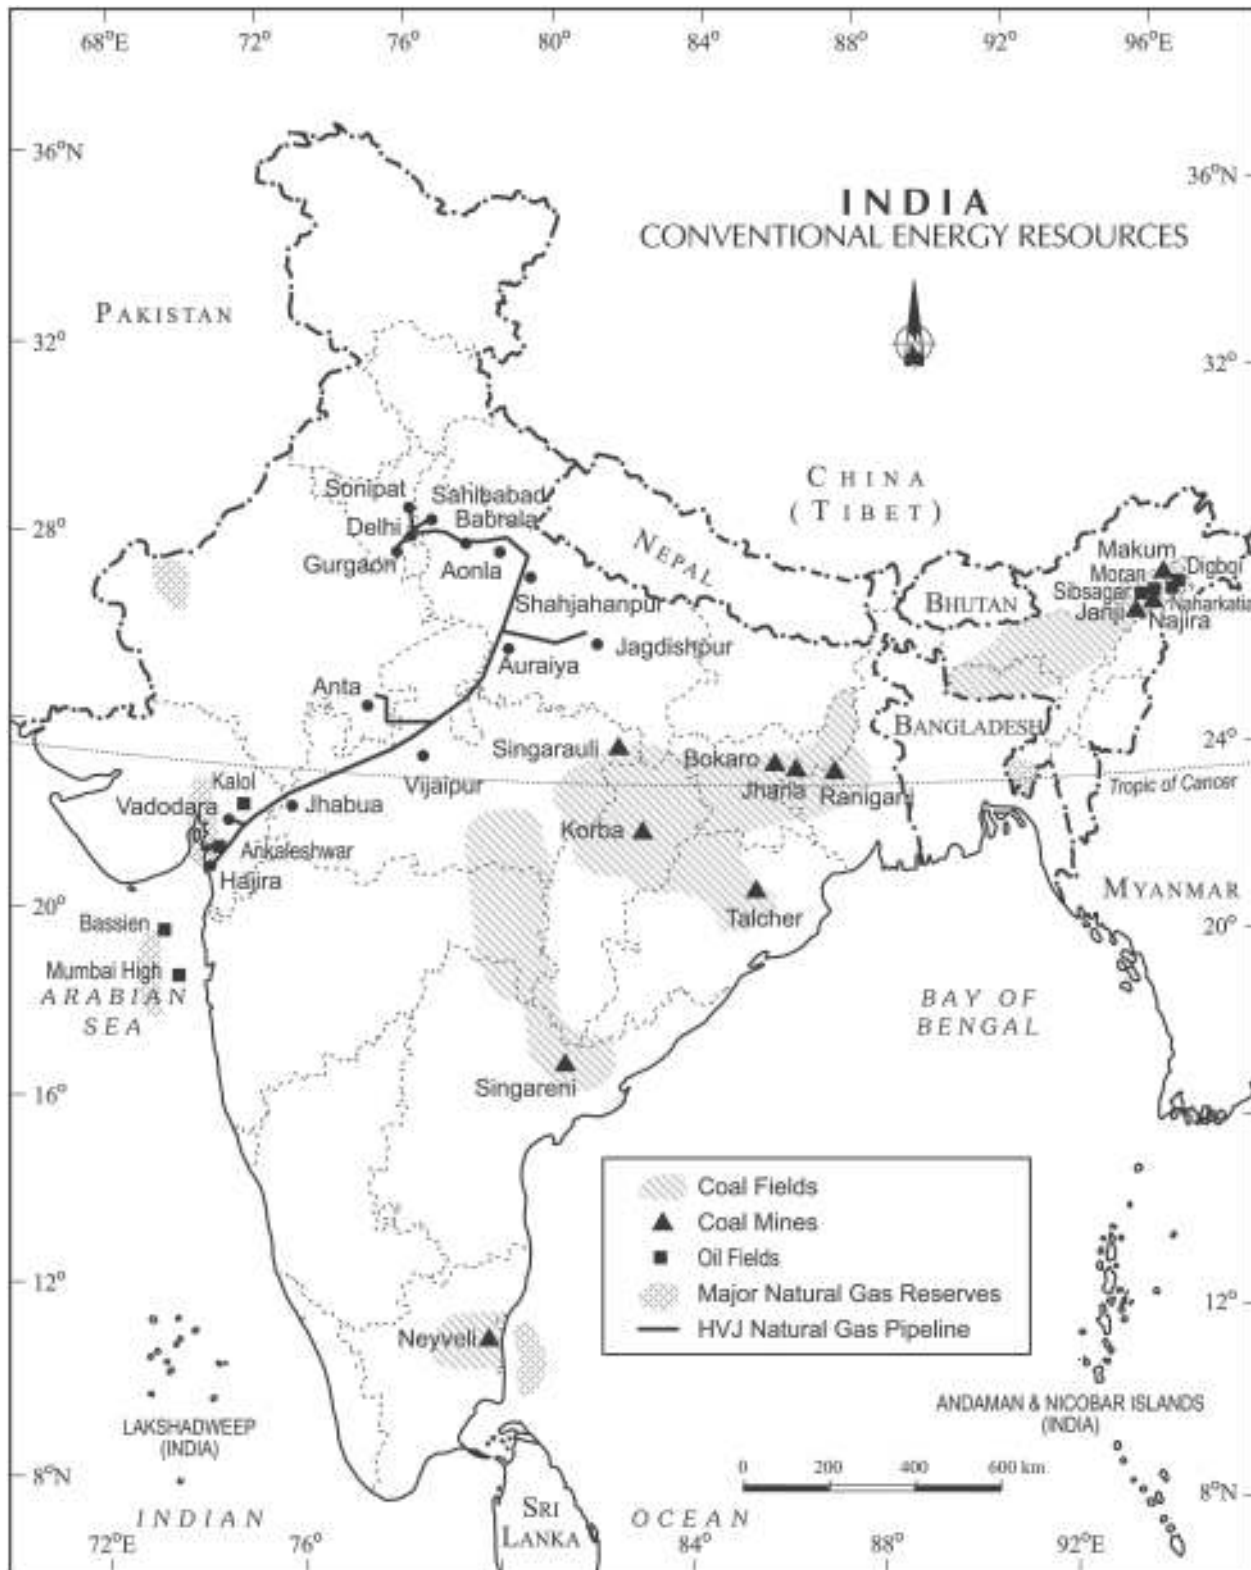 68°E 72° 76° 80° 84° 88° 92° 96°E
36°N
36°N
INDIA
CONVENTIONAL ENERGY RESOURCES
PAKISTAN
32°
32°
CHINA
(TIBET)
Sonipat
Sahibabad
Delhi
Babrala
28°
28°
Gurgaon
Aonla
NEPAL
Makum
Digboi
Moran
Sibsagar
Naharkatia
Janji
Najira
BHUTAN
Shahjahanpur
Jagdishpur
Auraiya
Anta
BANGLADESH
24°
24°
Singarauli
Bokaro
Vijaipur
Jharia
Raniganj
Tropic of Cancer
Kalol
Vadodara
Jhabua
Korba
Ankaleshwar
Hajira
MYANMAR
20°
20°
Bassien
Talcher
Mumbai High
ARABIAN
SEA
BAY OF
BENGAL
16°
Singareni
Coal Fields
Coal Mines
Oil Fields
Major Natural Gas Reserves
HVJ Natural Gas Pipeline
12°
12°
Neyveli
LAKSHADWEEP
(INDIA)
ANDAMAN & NICOBAR ISLANDS
(INDIA)
0 200 400 600 km
8°N
8°N
INDIAN
OCEAN
SRI
LANKA
72°E 76° 84° 88° 92°E